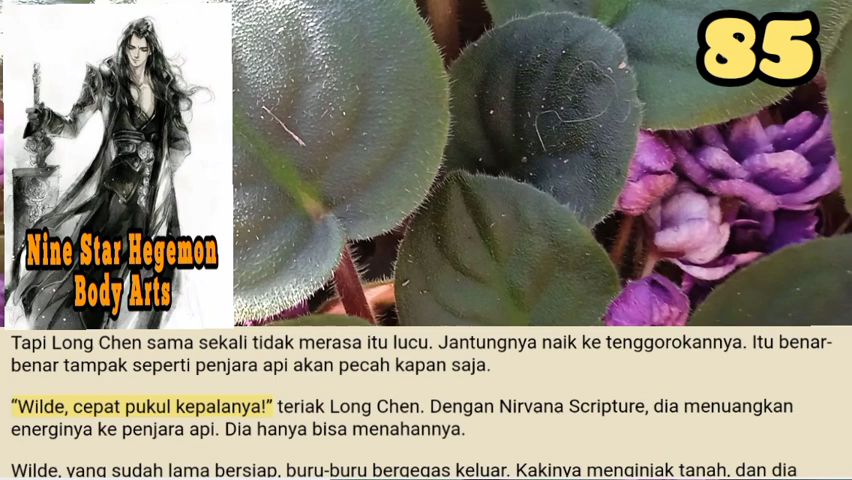 85
Nine Star Hegemon
Body Arts
Tapi Long Chen sama sekali tidak merasa itu lucu. Jantungnya naik ke tenggorokannya. Itu benar-
benar tampak seperti penjara api akan pecah kapan saja.
“Wilde, cepat pukul kepalanya!” teriak Long Chen. Dengan Nirvana Scripture, dia menuangkan
energinya ke penjara api. Dia hanya bisa menahannya.
Wilde, yang sudah lama bersiap, buru-buru bergegas keluar. Kakinya menginjak tanah, dan dia